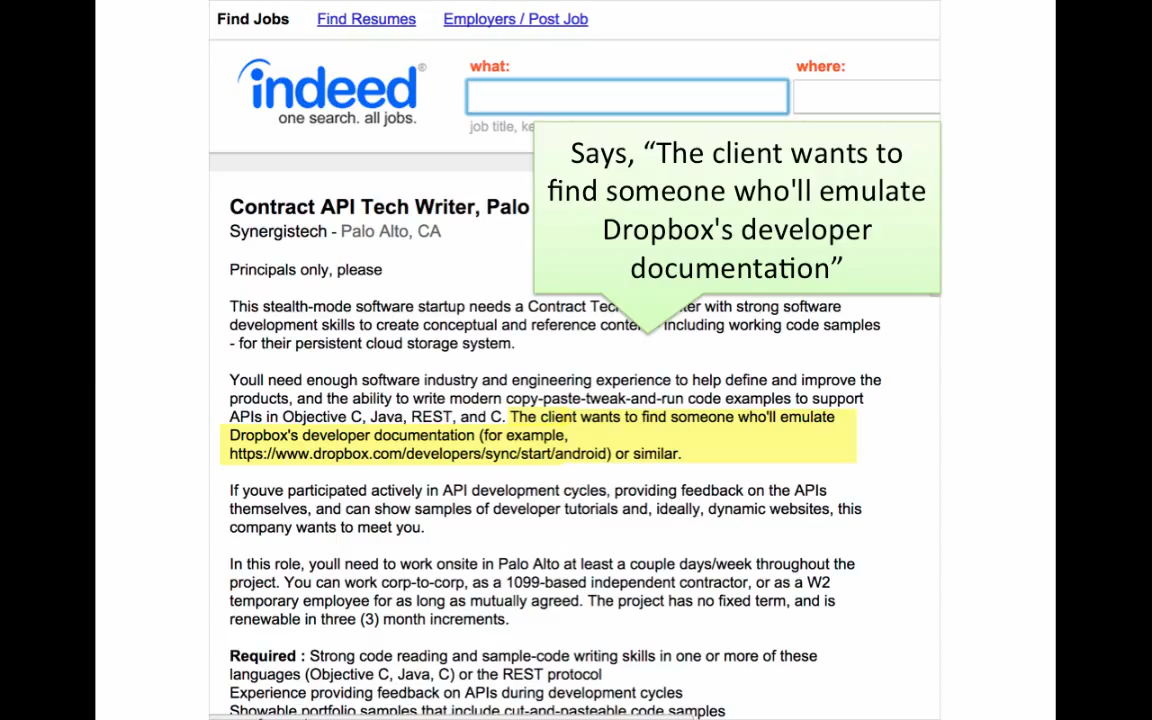 Find Jobs Find Resumes Employers / Post Job
what: where:
indeed®
one search. all jobs.
job title,
Says, “The client wants to
find someone who'll emulate
Dropbox's developer
documentation”
Contract API Tech Writer, Palo
Synergistech - Palo Alto, CA
Principals only, please
This stealth-mode software startup needs a Contract with strong software
development skills to create conceptual and reference including working code samples
- for their persistent cloud storage system.
Youll need enough software industry and engineering experience to help define and improve the
products, and the ability to write modern copy-paste-tweak-and-run code examples to support
APIs in Objective C, Java, REST, and C. The client wants to find someone who'll emulate
Dropbox's developer documentation (for example,
https://www.dropbox.com/developers/sync/start/android) or similar.
If youve participated actively in API development cycles, providing feedback on the APIs
themselves, and can show samples of developer tutorials and, ideally, dynamic websites, this
company wants to meet you.
In this role, youll need to work onsite in Palo Alto at least a couple days/week throughout the
project. You can work corp-to-corp, as a 1099-based independent contractor, or as a W2
temporary employee for as long as mutually agreed. The project has no fixed term, and is
renewable in three (3) month increments.
Required : Strong code reading and sample-code writing skills in one or more of these
languages (Objective C, Java, C) or the REST protocol
Experience providing feedback on APIs during development cycles
Showable portfolio samples that include cut-and-pasteable code samples